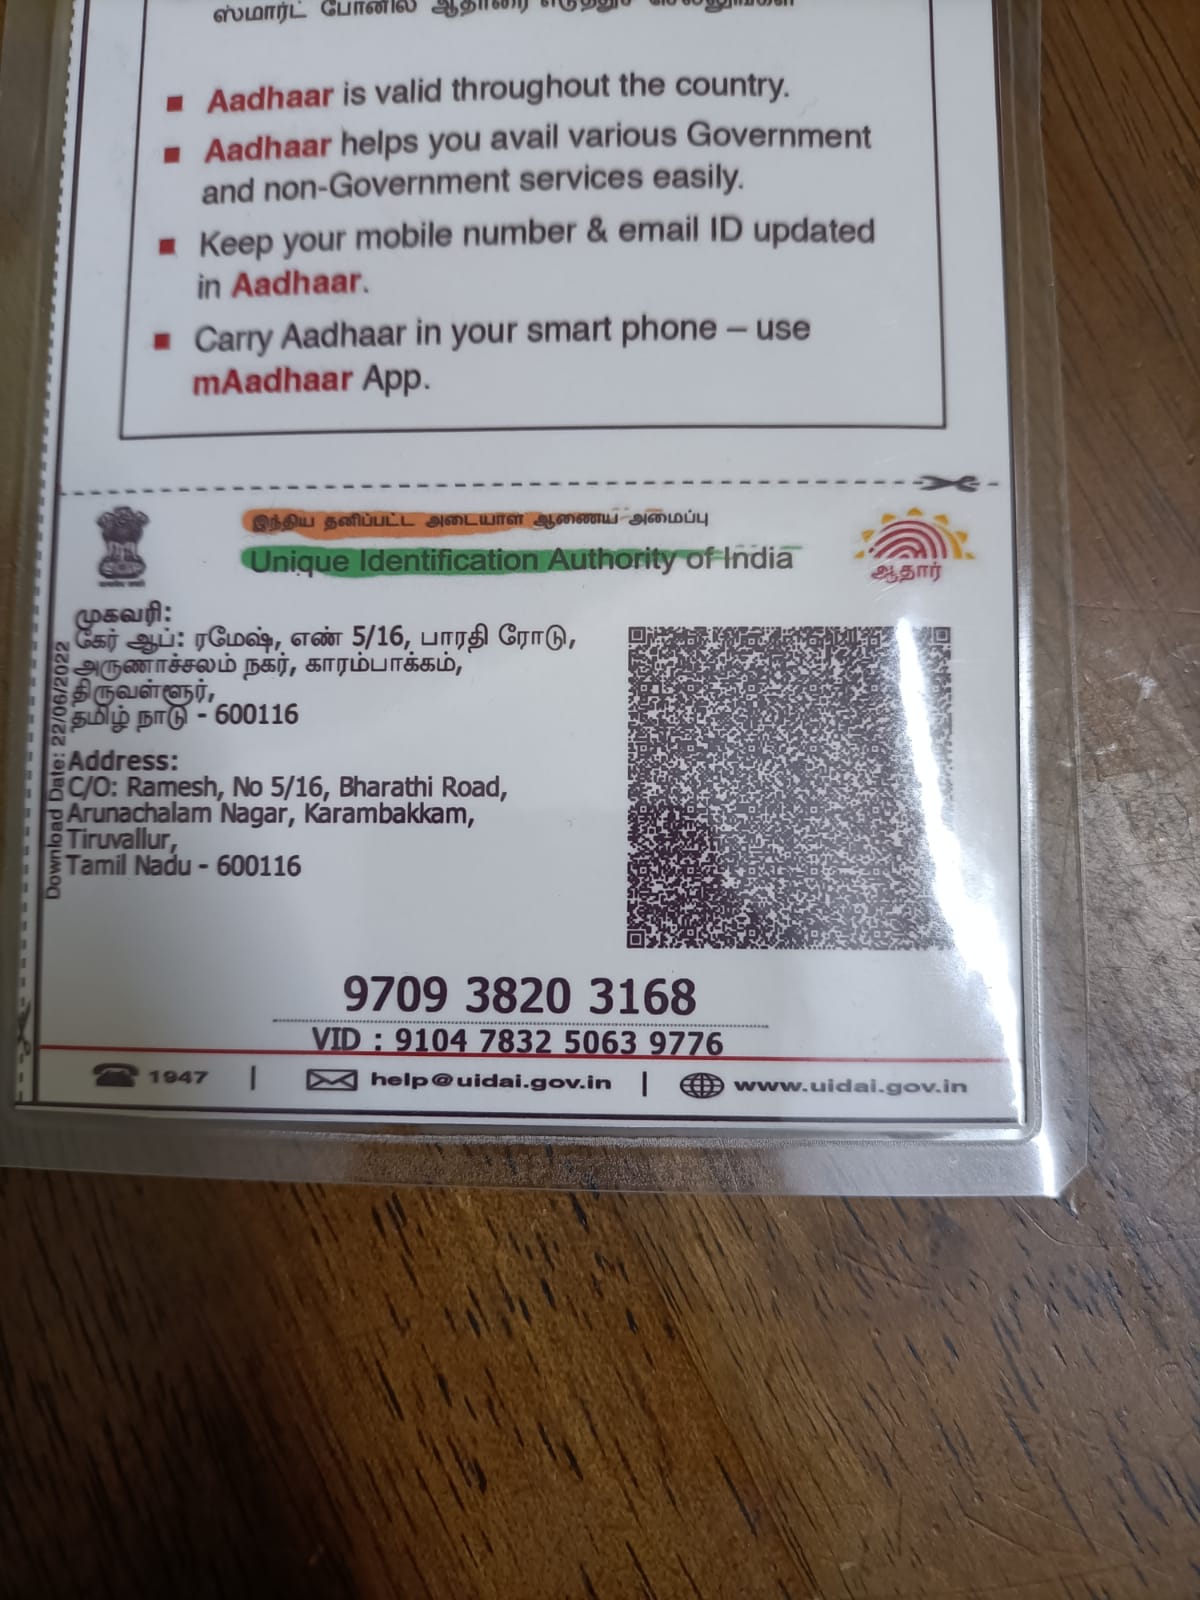 ஸ்மார்ட் போனில் ஆதாரை எடுத்துச் செல்லுங்கள்
■ Aadhaar is valid throughout the country.
■ Aadhaar helps you avail various Government
and non-Government services easily.
■ Keep your mobile number & email ID updated
in Aadhaar.
■ Carry Aadhaar in your smart phone – use
mAadhaar App.
இந்திய தனிப்பட்ட அடையாள ஆணைய அமைப்பு
Unique Identification Authority of India
ஆதார்
முகவரி:
கேர் ஆப்: ரமேஷ், எண் 5/16, பாரதி ரோடு,
அருணாச்சலம் நகர், காரம்பாக்கம்,
திருவள்ளூர்,
தமிழ் நாடு - 600116
Download Date: 22/06/2022
Address:
C/O: Ramesh, No 5/16, Bharathi Road,
Arunachalam Nagar, Karambakkam,
Tiruvallur,
Tamil Nadu - 600116
9709 3820 3168
VID : 9104 7832 5063 9776
1947 | help@uidai.gov.in | www.uidai.gov.in